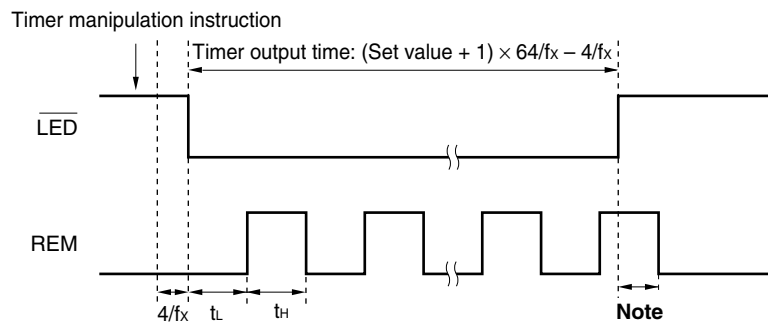 Timer manipulation instruction
Timer output time: (Set value + 1) × 64/fX – 4/fX
LED
REM
4/fX tL tH Note